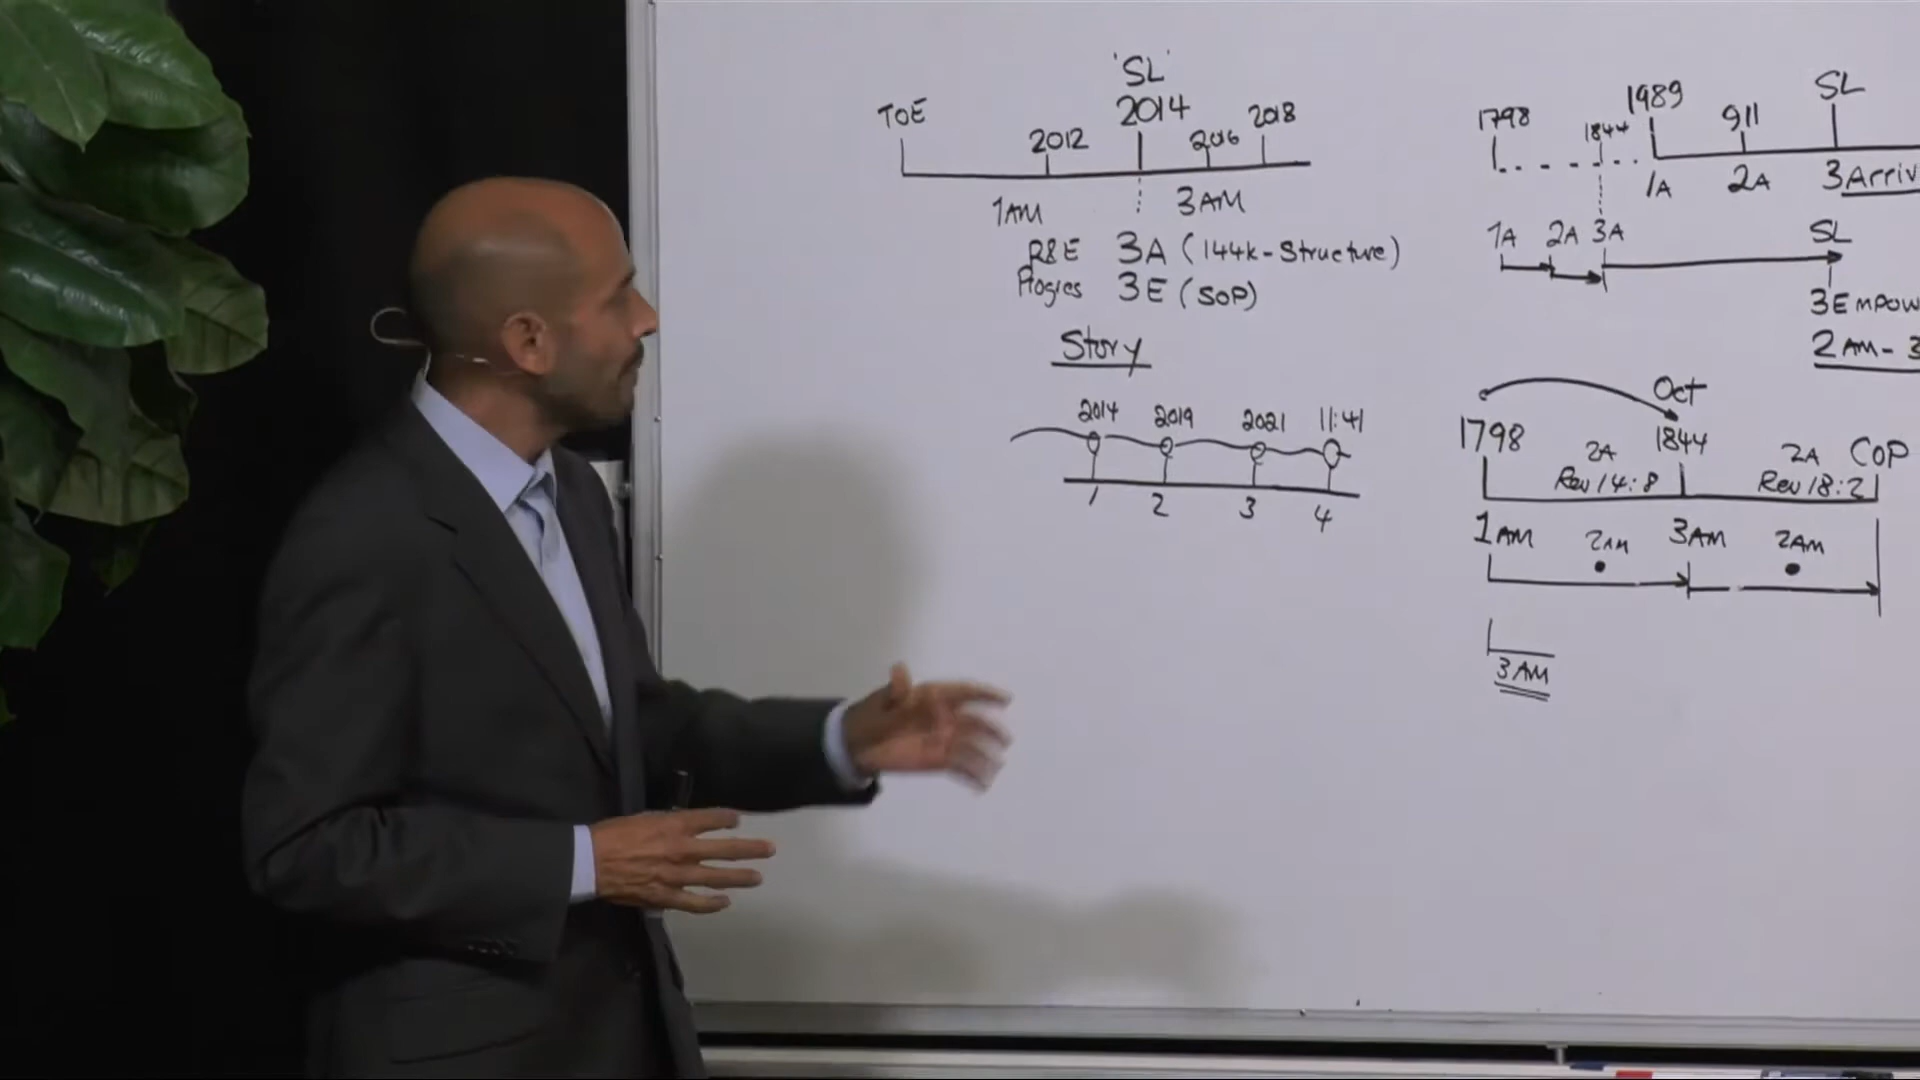 'SL'
TOE 2012 2014 2016 2018
1AM 3AM
R&E 3A (144k-Structure)
Progres 3E (SOP)
Story
2014 2019 2021 11:41
1 2 3 4
1798 1844 1989 911 SL
1A 2A 3Arriv
1A 2A 3A SL
3Empow
2AM- 3
Oct
1798 2A 1844 2A COP
Rev 14:8 Rev 18:2
1AM 2AM 3AM 2AM
3AM